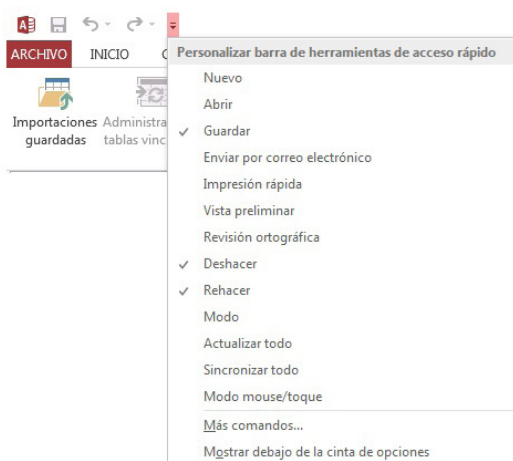 ARCHIVO INICIO
Importaciones guardadas
Administra
tablas vinc
Personalizar barra de herramientas de acceso rápido
Nuevo
Abrir
Guardar
Enviar por correo electrónico
Impresión rápida
Vista preliminar
Revisión ortográfica
Deshacer
Rehacer
Modo
Actualizar todo
Sincronizar todo
Modo mouse/toque
Más comandos...
Mostrar debajo de la cinta de opciones